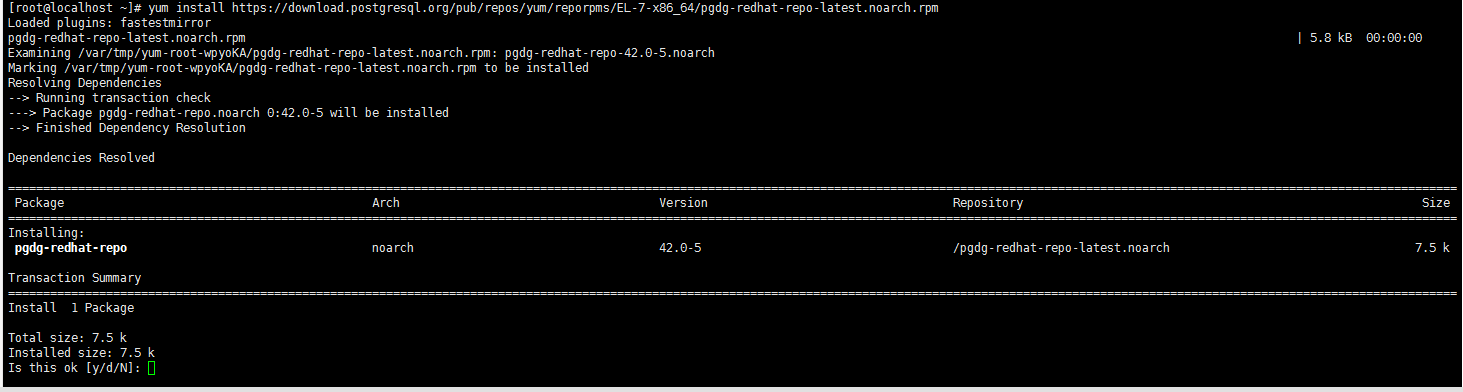 [root@localhost ~]# yum install https://download.postgresql.org/pub/repos/yum/reporpms/EL-7-x86_64/pgdg-redhat-repo-latest.noarch.rpm
Loaded plugins: fastestmirror
pgdg-redhat-repo-latest.noarch.rpm | 5.8 kB 00:00:00
Examining /var/tmp/yum-root-wpyoKA/pgdg-redhat-repo-latest.noarch.rpm: pgdg-redhat-repo-42.0-5.noarch
Marking /var/tmp/yum-root-wpyoKA/pgdg-redhat-repo-latest.noarch.rpm to be installed
Resolving Dependencies
--> Running transaction check
---> Package pgdg-redhat-repo.noarch 0:42.0-5 will be installed
--> Finished Dependency Resolution
Dependencies Resolved
Package Arch Version Repository Size
Installing:
pgdg-redhat-repo noarch 42.0-5 /pgdg-redhat-repo-latest.noarch 7.5 k
Transaction Summary
Install 1 Package
Total size: 7.5 k
Installed size: 7.5 k
Is this ok [y/d/N]: